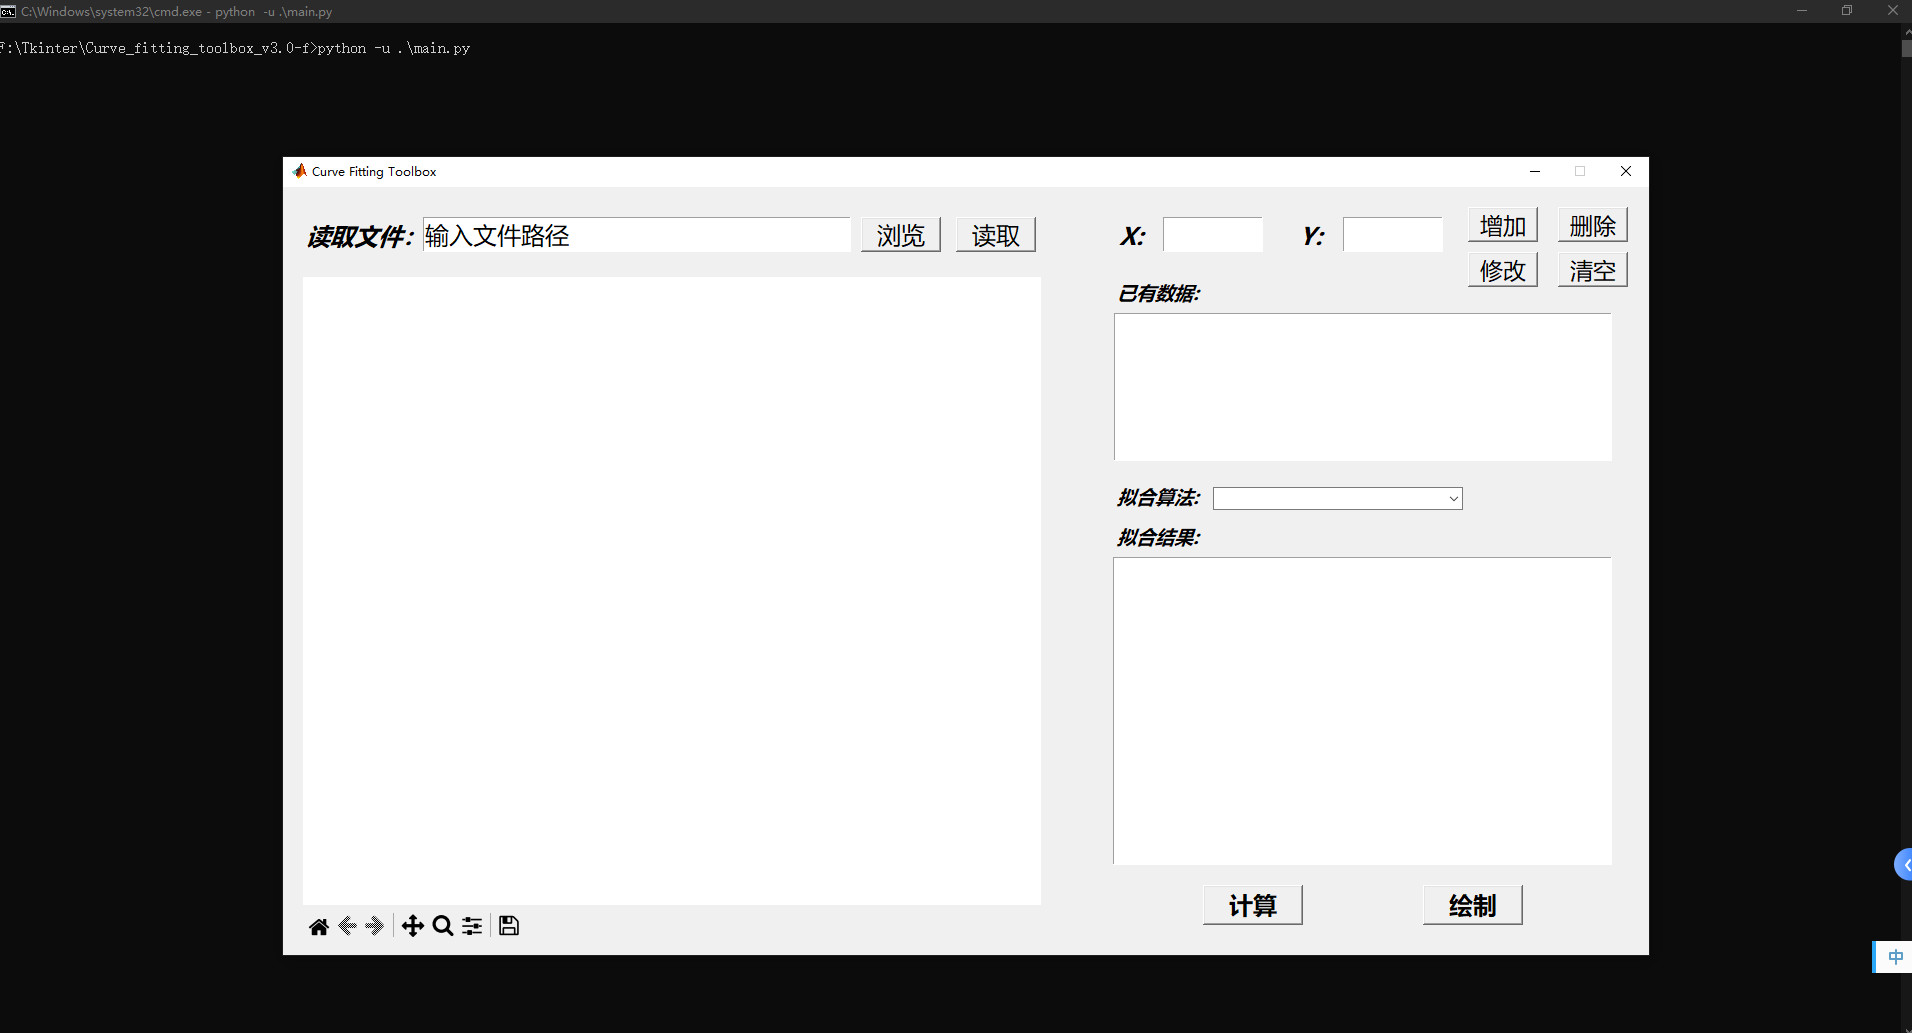 C:\Windows\system32\cmd.exe - python  -u .\main.py
F:\Tkinter\Curve_fitting_toolbox_v3.0-f>python -u .\main.py
Curve Fitting Toolbox
读取文件: 输入文件路径 浏览 读取
X: Y: 增加 删除
修改 清空
已有数据:
拟合算法:
拟合结果:
计算 绘制
中